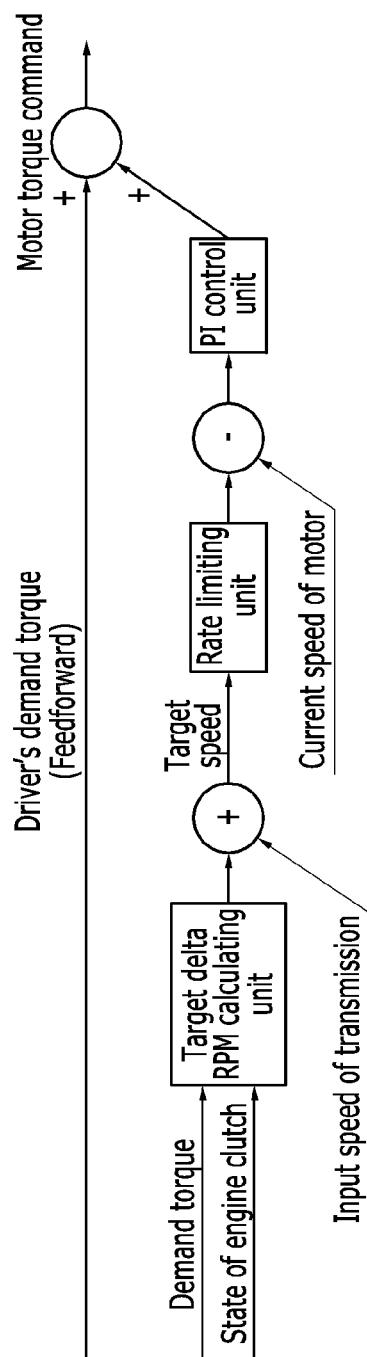 Driver's demand torque
(Feedforward)
Motor torque command
+
+
Demand torque
State of engine clutch
Target delta
RPM calculating
unit
+
Input speed of transmission
Target
speed
Rate limiting
unit
-
Current speed of motor
PI control
unit